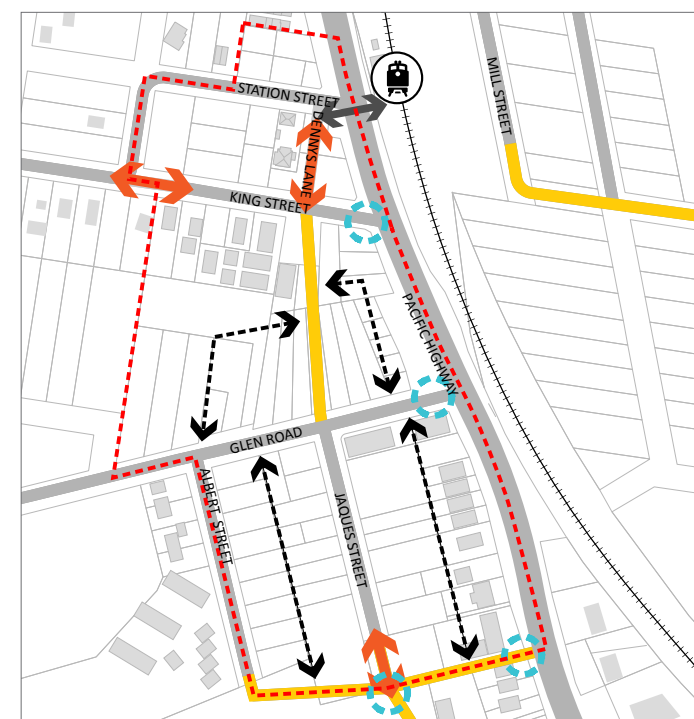 STATION STREET
MILL STREET
DENNYS LANE
KING STREET
PACIFIC HIGHWAY
GLEN ROAD
ALBERT STREET
JAQUES STREET